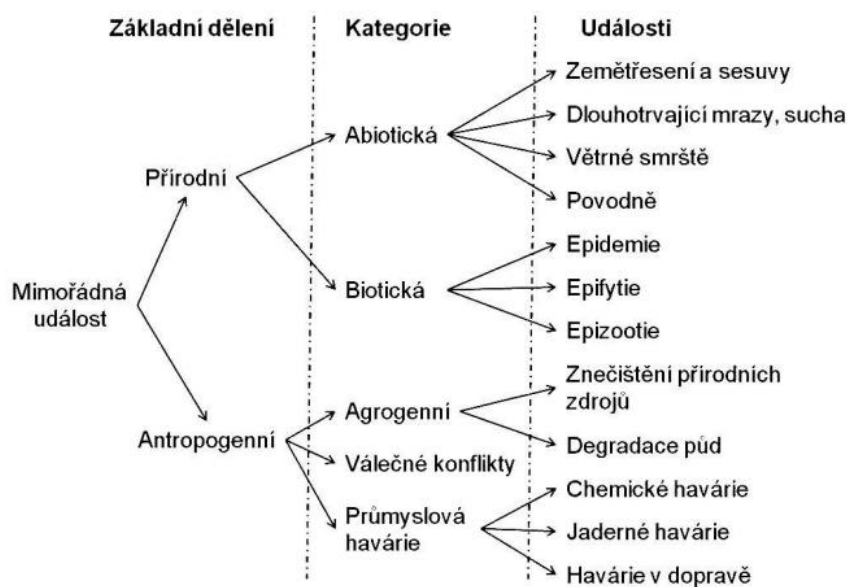 Základní dělení
Kategorie
Události
Mimořádná
událost
Přírodní
Antropogenní
Abiotická
Biotická
Agrogenní
Válečné konflikty
Průmyslová
havárie
Zemětřesení a sesuvy
Dlouhotrvající mrazy, sucha
Větrné smrště
Povodně
Epidemie
Epifytie
Epizootie
Znečištění přírodních
zdrojů
Degradace půd
Chemické havárie
Jaderné havárie
Havárie v dopravě